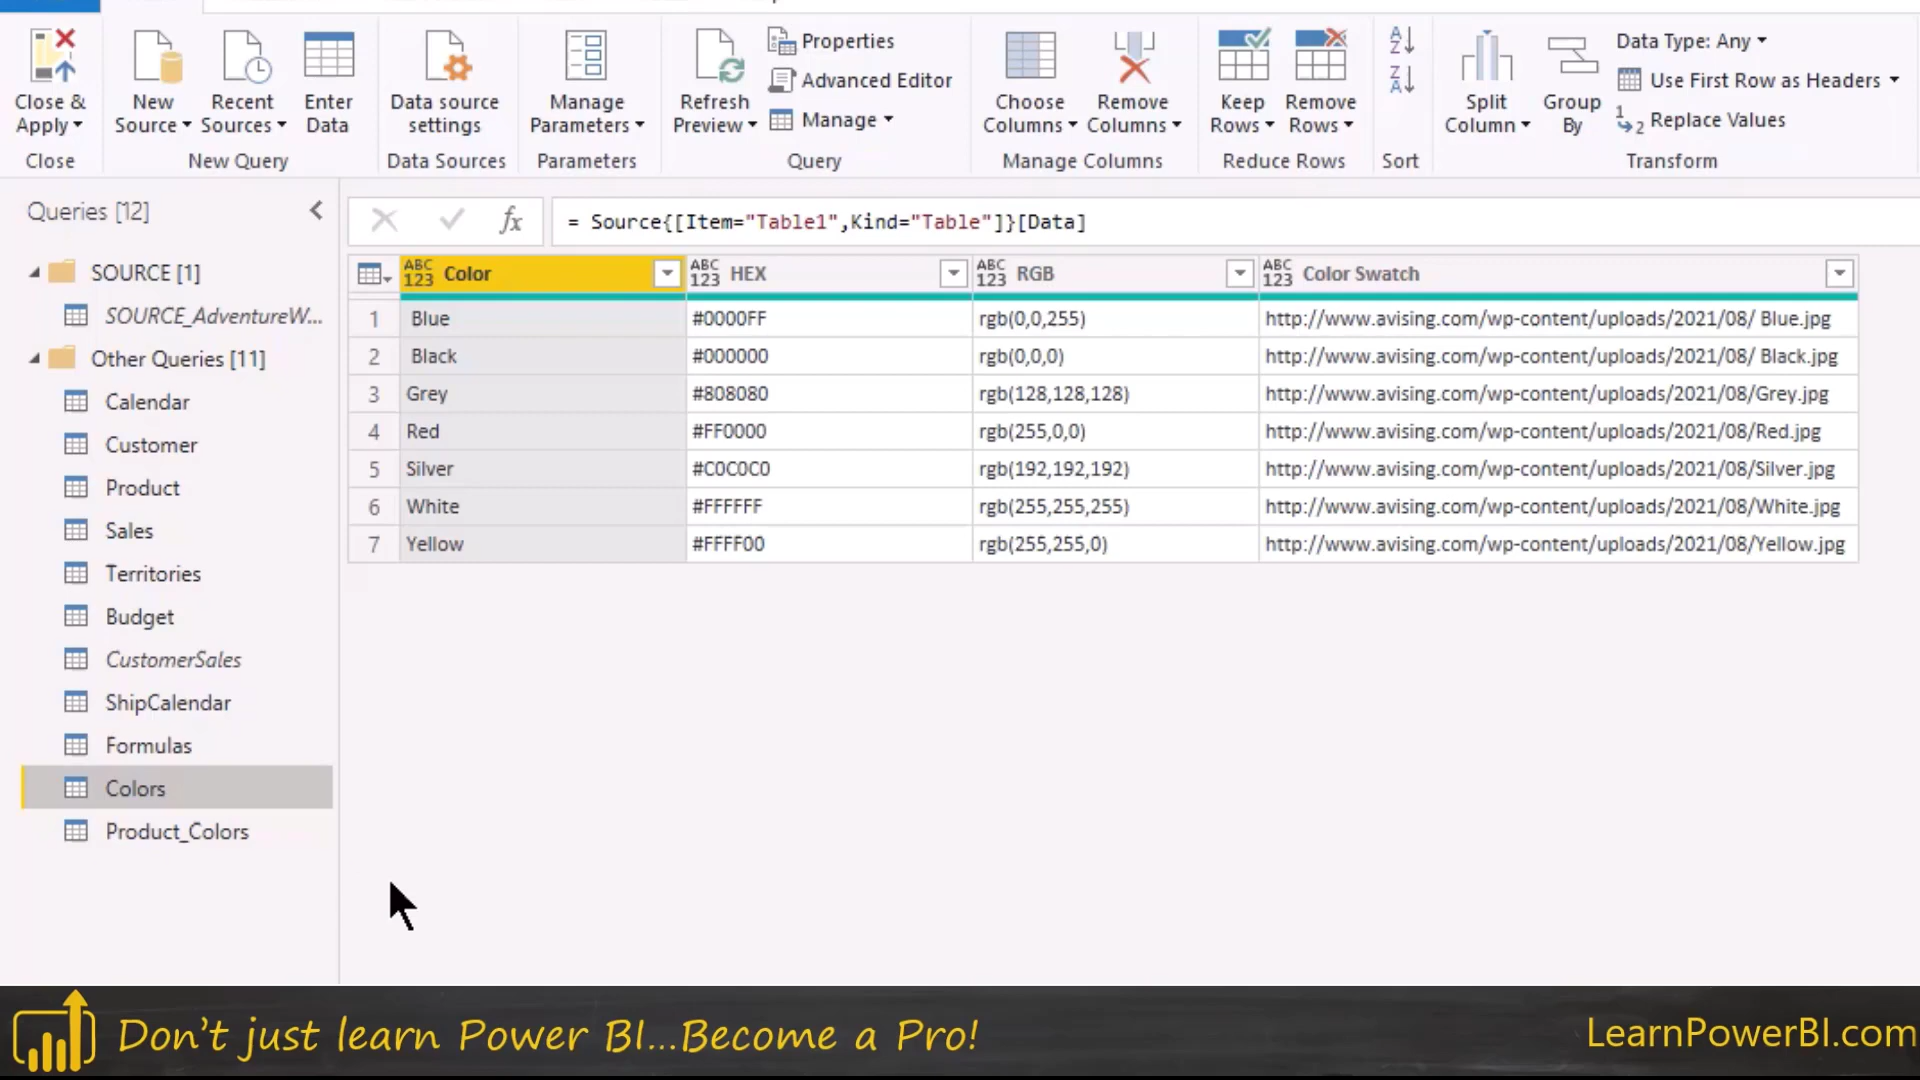 Close & Apply
New Source
Recent Sources
Enter Data
Data source settings
Manage Parameters
Refresh Preview
Properties
Advanced Editor
Manage
Choose Columns
Remove Columns
Keep Rows
Remove Rows
A Z
Z A
Split Column
Group By
Data Type: Any
Use First Row as Headers
1 2 Replace Values
Close
New Query
Data Sources
Parameters
Query
Manage Columns
Reduce Rows
Sort
Transform
Queries [12]
SOURCE [1]
SOURCE_AdventureW...
Other Queries [11]
Calendar
Customer
Product
Sales
Territories
Budget
CustomerSales
ShipCalendar
Formulas
Colors
Product_Colors
fx = Source{[Item="Table1",Kind="Table"]}[Data]
ABC 123 Color ABC 123 HEX ABC 123 RGB ABC 123 Color Swatch
1 Blue #0000FF rgb(0,0,255) http://www.avising.com/wp-content/uploads/2021/08/ Blue.jpg
2 Black #000000 rgb(0,0,0) http://www.avising.com/wp-content/uploads/2021/08/ Black.jpg
3 Grey #808080 rgb(128,128,128) http://www.avising.com/wp-content/uploads/2021/08/Grey.jpg
4 Red #FF0000 rgb(255,0,0) http://www.avising.com/wp-content/uploads/2021/08/Red.jpg
5 Silver #C0C0C0 rgb(192,192,192) http://www.avising.com/wp-content/uploads/2021/08/Silver.jpg
6 White #FFFFFF rgb(255,255,255) http://www.avising.com/wp-content/uploads/2021/08/White.jpg
7 Yellow #FFFF00 rgb(255,255,0) http://www.avising.com/wp-content/uploads/2021/08/Yellow.jpg
Don't just learn Power BI...Become a Pro!
LearnPowerBI.com